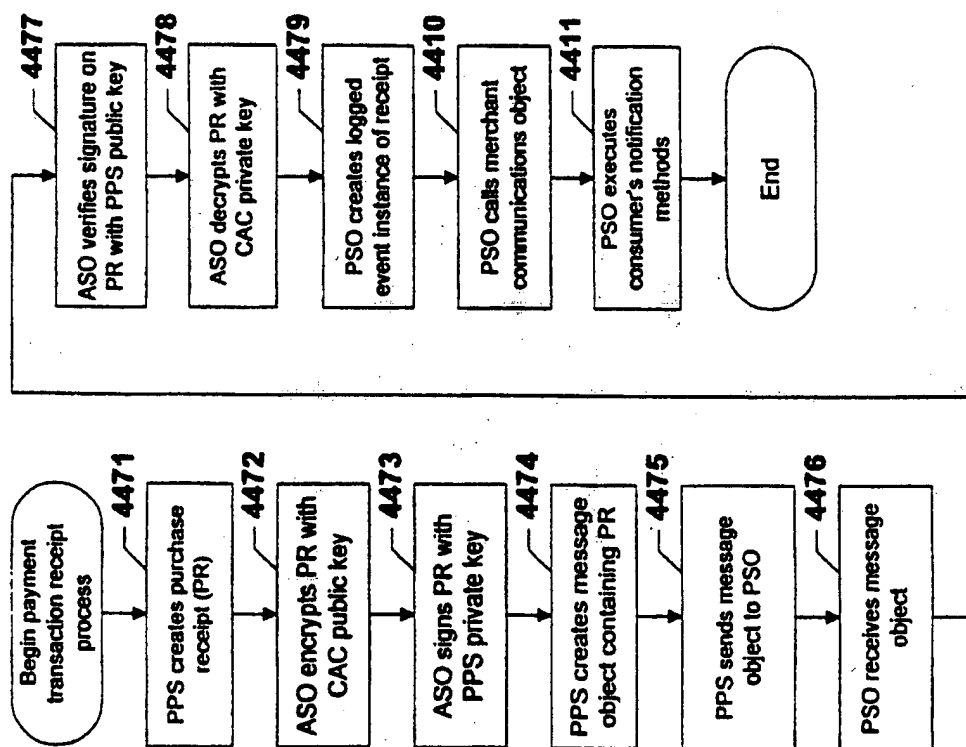 Begin payment
transaction receipt
process
4471
PPS creates purchase
receipt (PR)
4472
ASO encrypts PR with
CAC public key
4473
ASO signs PR with
PPS private key
4474
PPS creates message
object containing PR
4475
PPS sends message
object to PSO
4476
PSO receives message
object
4477
ASO verifies signature on
PR with PPS public key
4478
ASO decrypts PR with
CAC private key
4479
PSO creates logged
event instance of receipt
4410
PSO calls merchant
communications object
4411
PSO executes
consumer's notification
methods
End